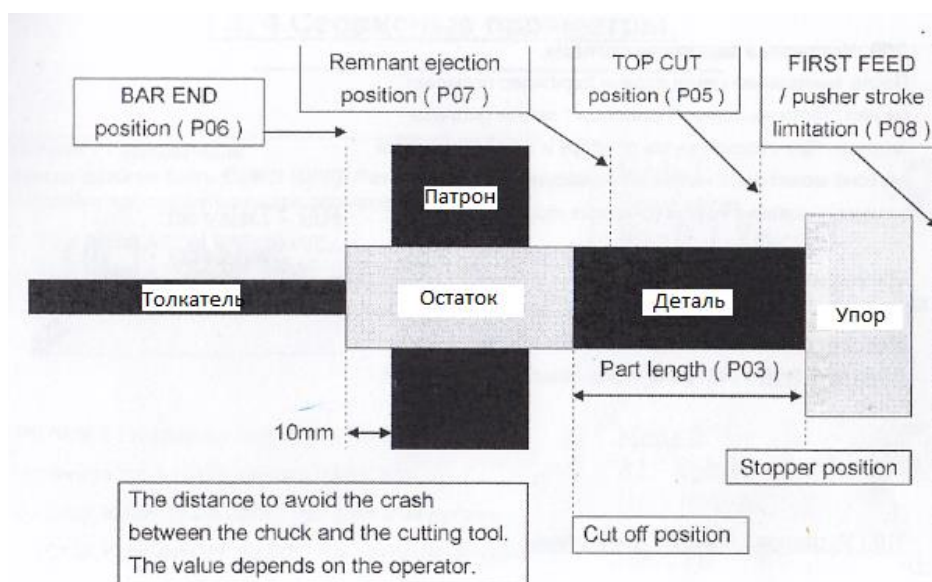 BAR END
position ( P06 )
Remnant ejection
position ( P07 )
TOP CUT
position ( P05 )
FIRST FEED
/ pusher stroke
limitation ( P08 )
Патрон
Толкатель
Остаток
Деталь
Упор
Part length ( P03 )
10mm
Stopper position
The distance to avoid the crash
between the chuck and the cutting tool.
The value depends on the operator.
Cut off position